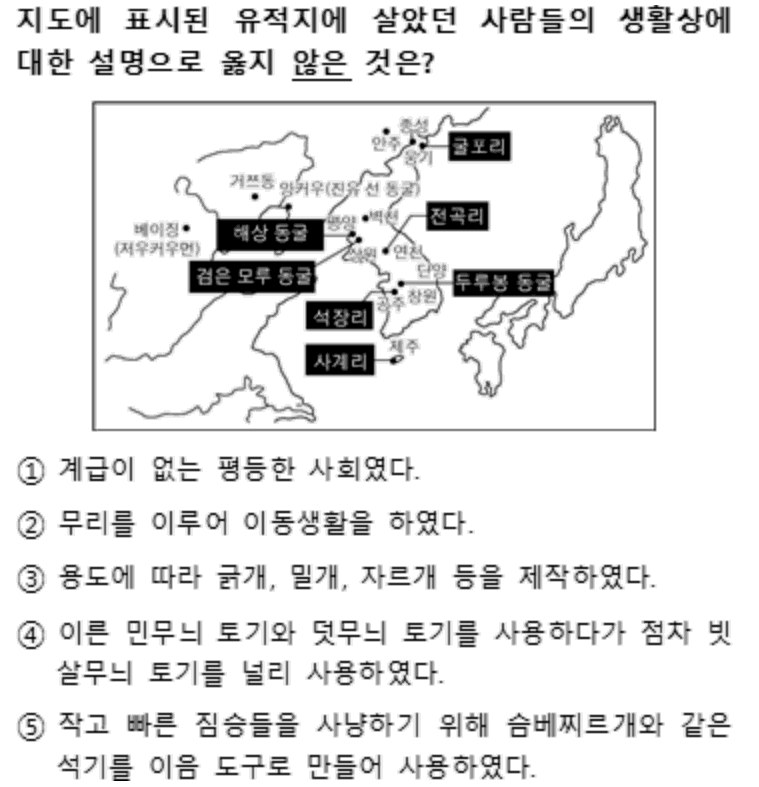 지도에 표시된 유적지에 살았던 사람들의 생활상에
대한 설명으로 옳지 않은 것은?
종성
안주
웅기
굴포리
거쯔동
앙커우(진유 선 동굴)
베이징
(저우커우먼)
해상 동굴
평양
벽천
전곡리
상원
연천
검은 모루 동굴
단양
두루봉 동굴
석장리
공주
창원
사계리
제주
① 계급이 없는 평등한 사회였다.
② 무리를 이루어 이동생활을 하였다.
③ 용도에 따라 긁개, 밀개, 자르개 등을 제작하였다.
④ 이른 민무늬 토기와 덧무늬 토기를 사용하다가 점차 빗
살무늬 토기를 널리 사용하였다.
⑤ 작고 빠른 짐승들을 사냥하기 위해 슴베찌르개와 같은
석기를 이음 도구로 만들어 사용하였다.